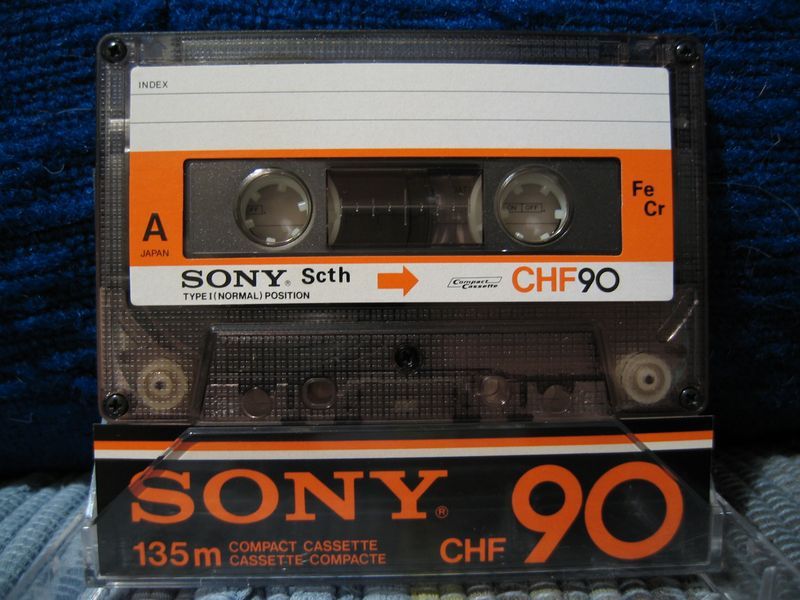 INDEX
A
JAPAN
Fe
Cr
SONY® Scth
TYPE I (NORMAL) POSITION
Compact
Cassette
CHF90
SONY®
135m
COMPACT CASSETTE
CASSETTE-COMPACTE
CHF 90